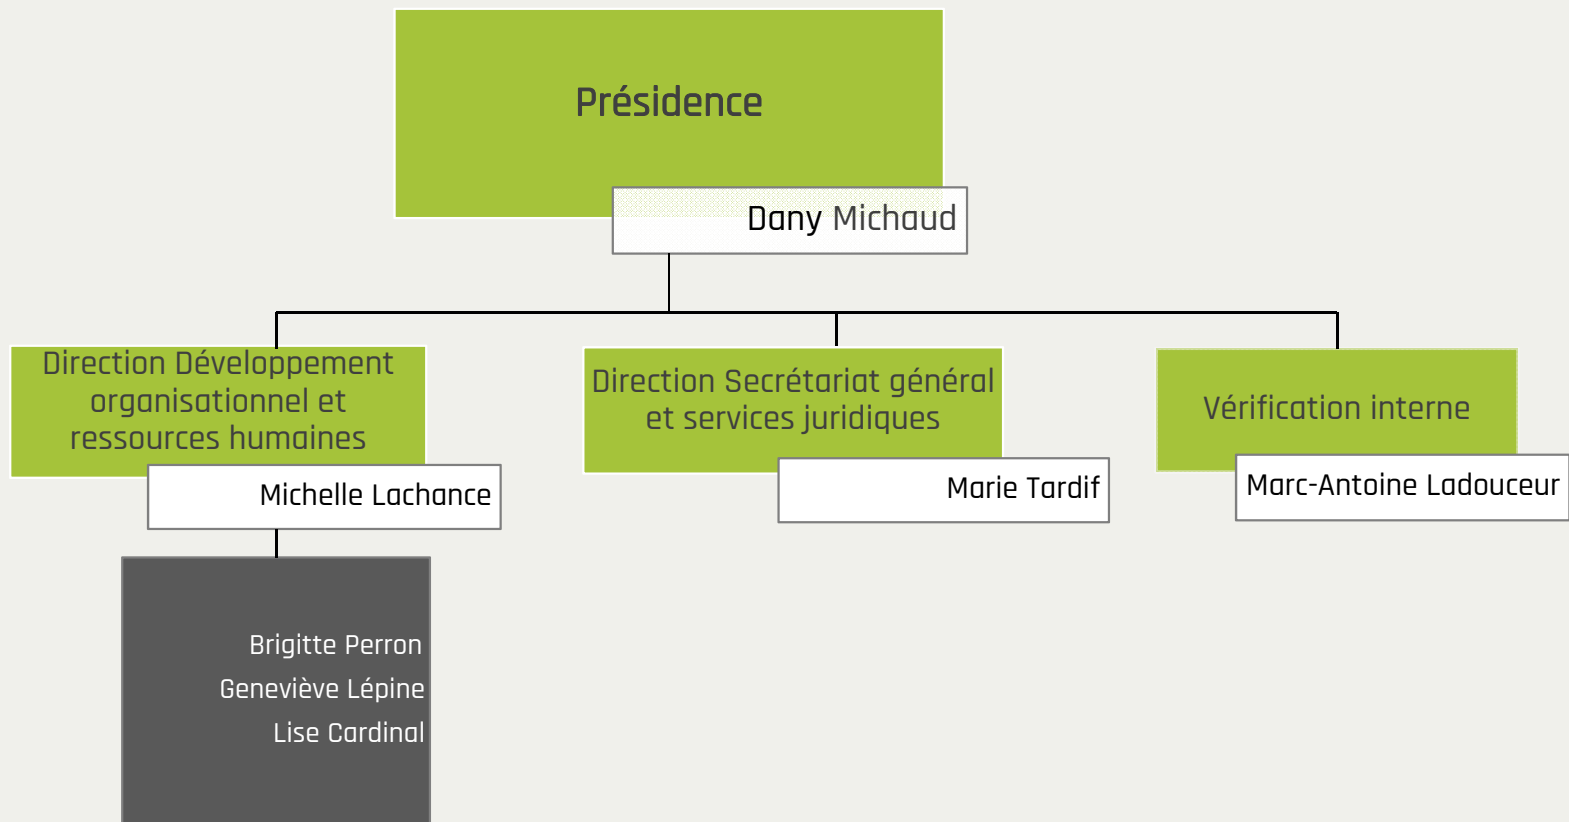 Présidence
Dany Michaud
Direction Développement
organisationnel et
ressources humaines
Michelle Lachance
Direction Secrétariat général
et services juridiques
Marie Tardif
Vérification interne
Marc-Antoine Ladouceur
Brigitte Perron
Geneviève Lépine
Lise Cardinal